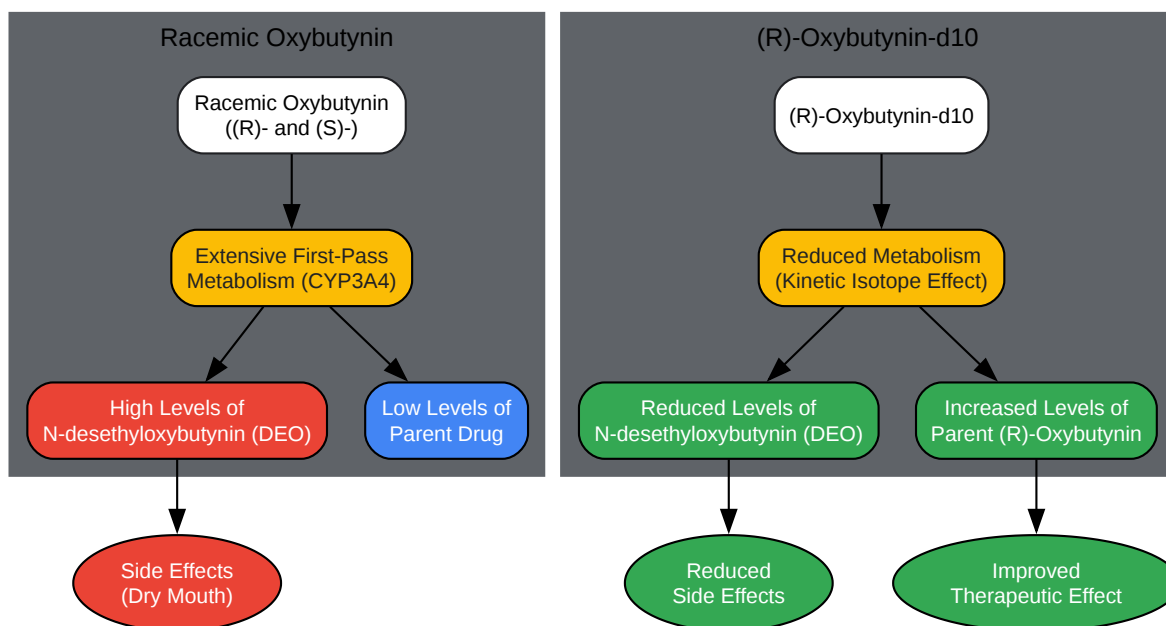 Racemic Oxybutynin
Racemic Oxybutynin
((R)- and (S)-)
Extensive First-Pass
Metabolism (CYP3A4)
High Levels of
N-desethyloxybutynin (DEO)
Low Levels of
Parent Drug
Side Effects
(Dry Mouth)
(R)-Oxybutynin-d10
(R)-Oxybutynin-d10
Reduced Metabolism
(Kinetic Isotope Effect)
Reduced Levels of
N-desethyloxybutynin (DEO)
Increased Levels of
Parent (R)-Oxybutynin
Reduced
Side Effects
Improved
Therapeutic Effect